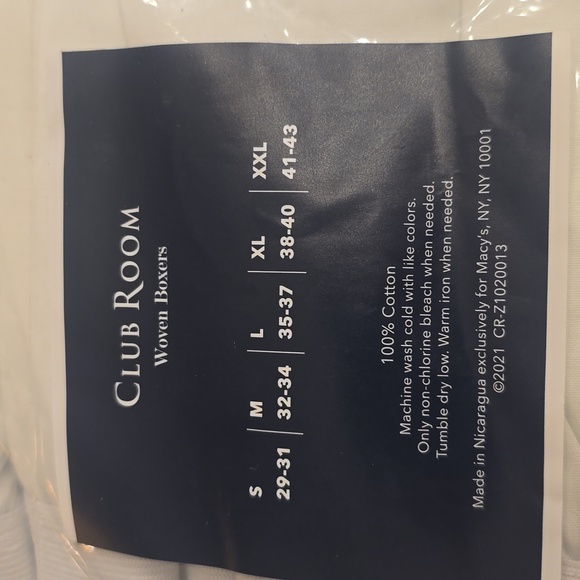 CLUB ROOM
Woven Boxers
S M L XL XXL
29-31 32-34 35-37 38-40 41-43
100% Cotton
Machine wash cold with like colors.
Only non-chlorine bleach when needed.
Tumble dry low. Warm iron when needed.
Made in Nicaragua exclusively for Macy's, NY, NY 10001
©2021 CR-Z1020013